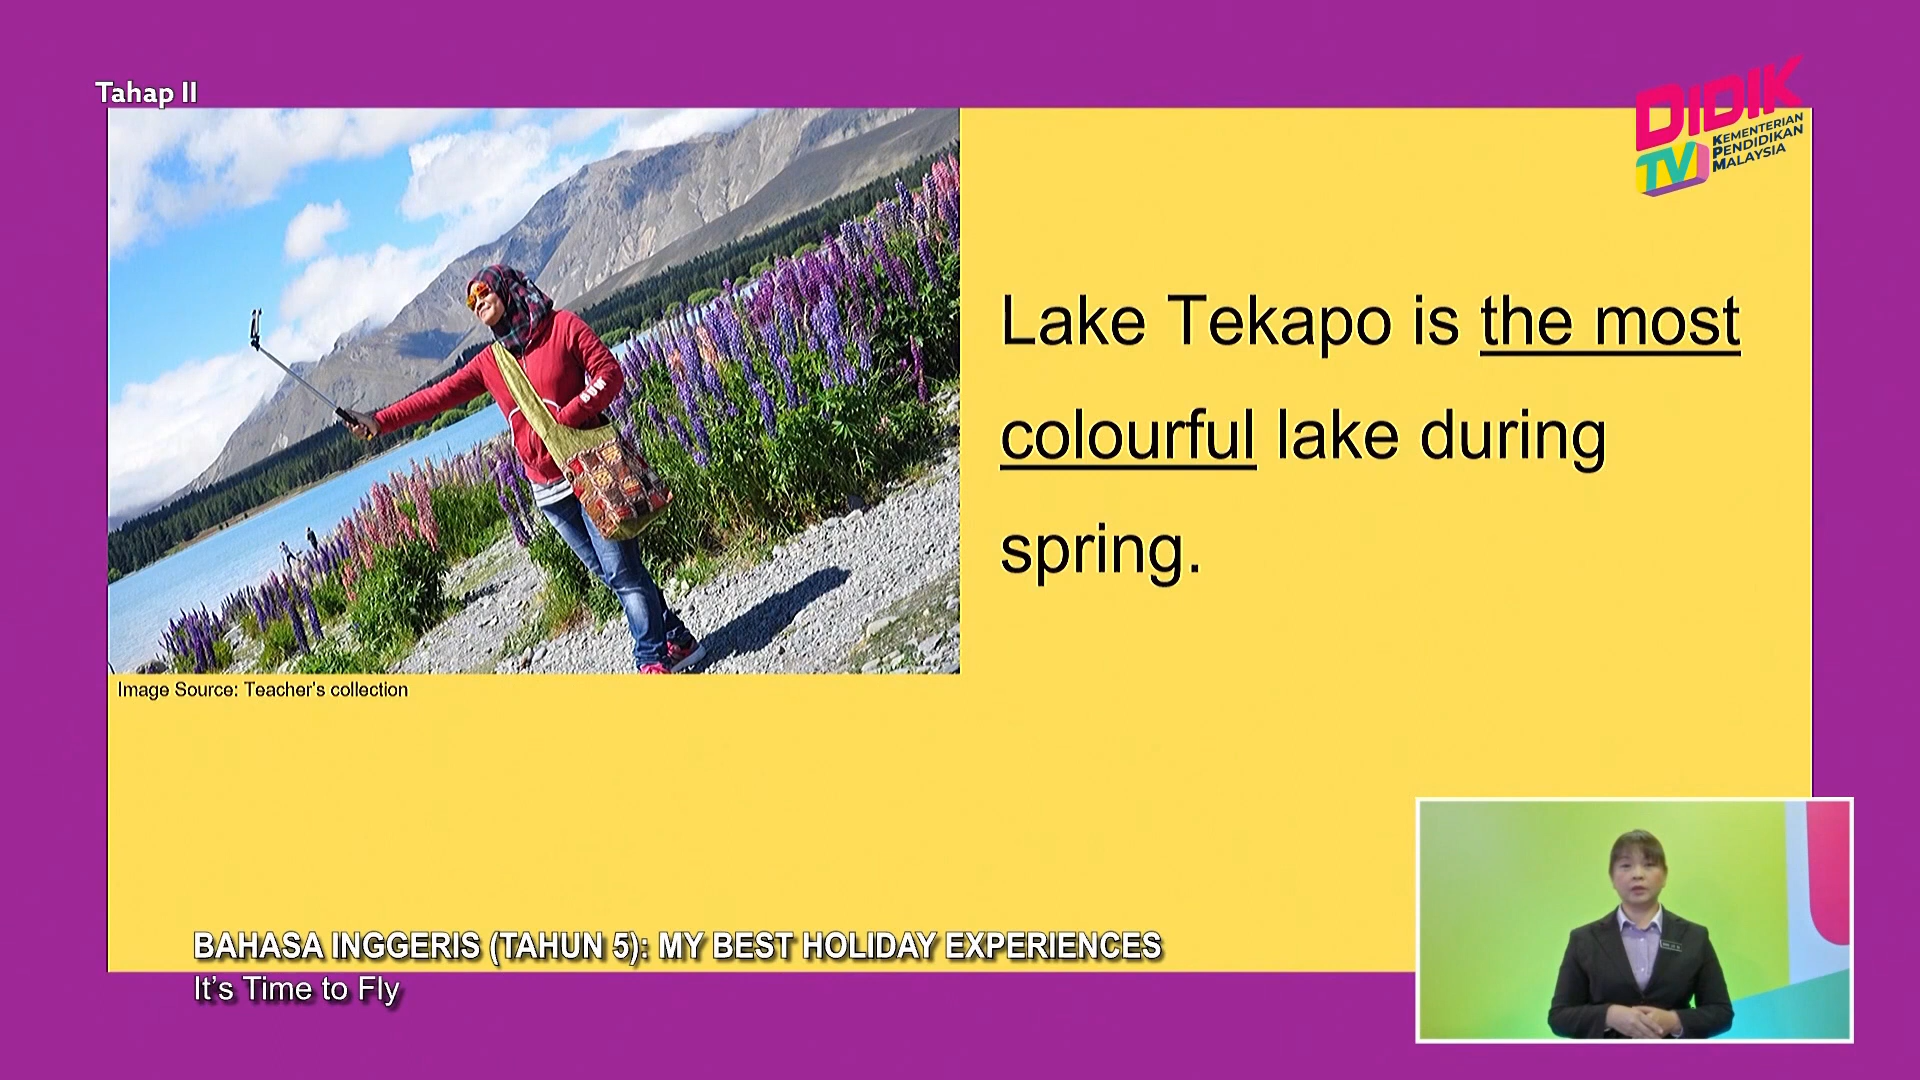 Tahap II
DIDIK
TV
KEMENTERIAN
PENDIDIKAN
MALAYSIA
Lake Tekapo is the most
colourful lake during
spring.
Image Source: Teacher's collection
BAHASA INGGERIS (TAHUN 5): MY BEST HOLIDAY EXPERIENCES
It's Time to Fly